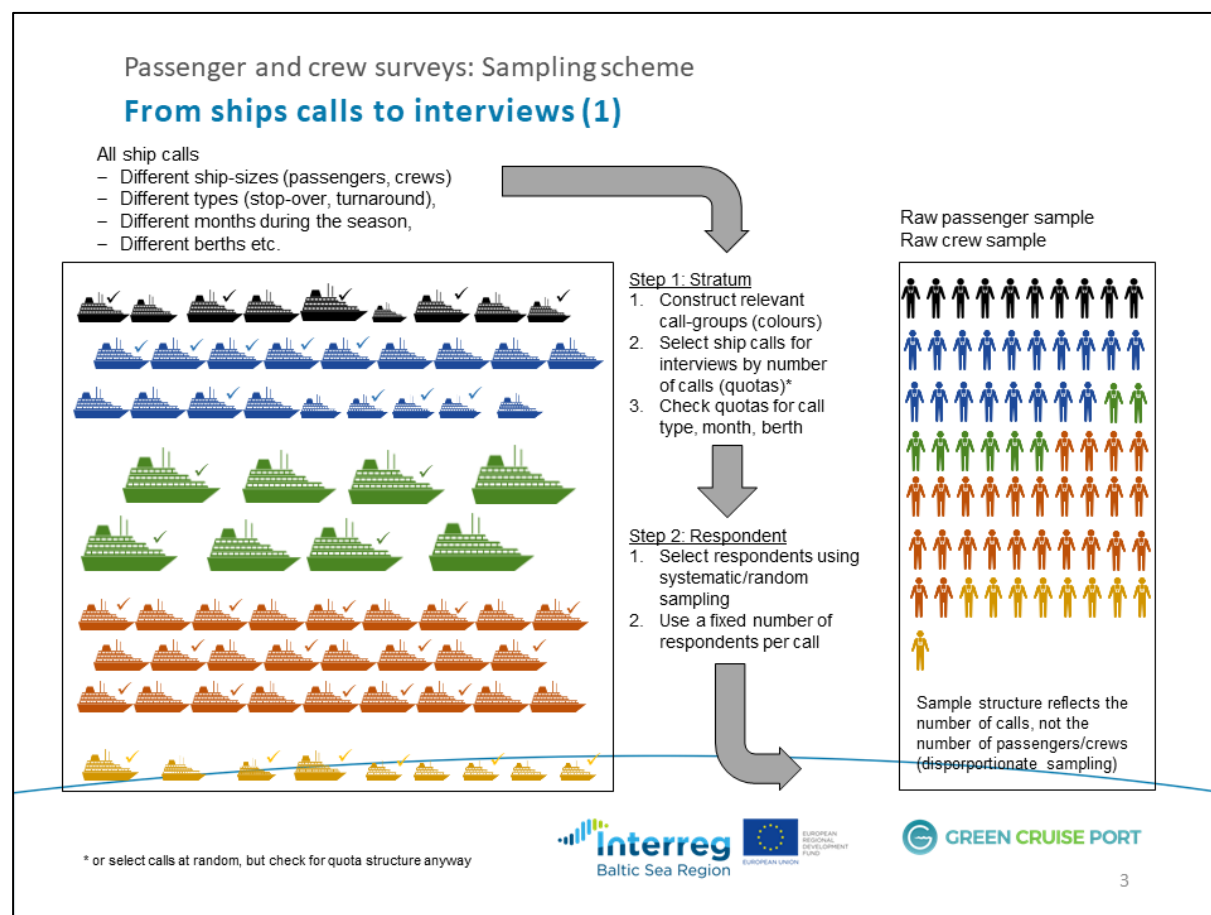 Passenger and crew surveys: Sampling scheme
From ships calls to interviews (1)
All ship calls
– Different ship-sizes (passengers, crews)
– Different types (stop-over, turnaround),
– Different months during the season,
– Different berths etc.
Step 1: Stratum
1. Construct relevant
call-groups (colours)
2. Select ship calls for
interviews by number
of calls (quotas)*
3. Check quotas for call
type, month, berth
Step 2: Respondent
1. Select respondents using
systematic/random
sampling
2. Use a fixed number of
respondents per call
Raw passenger sample
Raw crew sample
Sample structure reflects the
number of calls, not the
number of passengers/crews
(disporportionate sampling)
* or select calls at random, but check for quota structure anyway
Interreg
Baltic Sea Region
EUROPEAN UNION
EUROPEAN
REGIONAL
DEVELOPMENT
FUND
GREEN CRUISE PORT
3